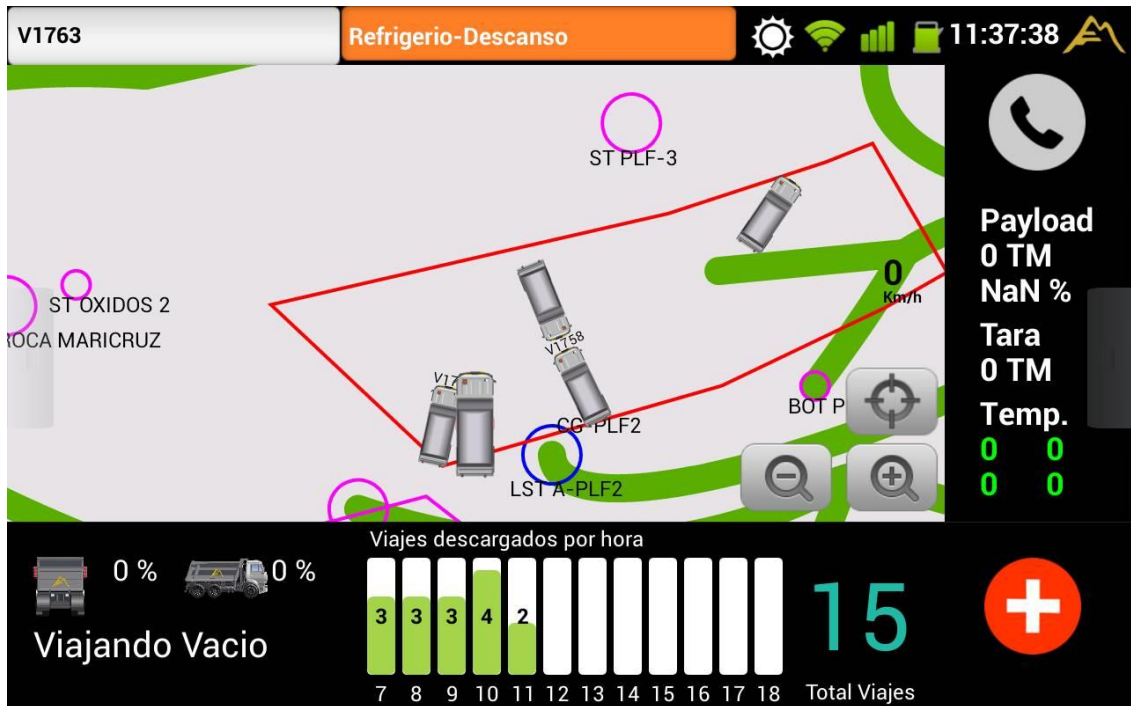 V1763
Refrigerio-Descanso
11:37:38
ST PLF-3
ST OXIDOS 2
ROCA MARICRUZ
0
Km/h
V1758
V17
BOT P
CG-PLF2
LST A-PLF2
Payload
0 TM
NaN %
Tara
0 TM
Temp.
0 0
0 0
0 %
0 %
Viajando Vacio
Viajes descargados por hora
3 3 3 4 2
7 8 9 10 11 12 13 14 15 16 17 18
15
Total Viajes